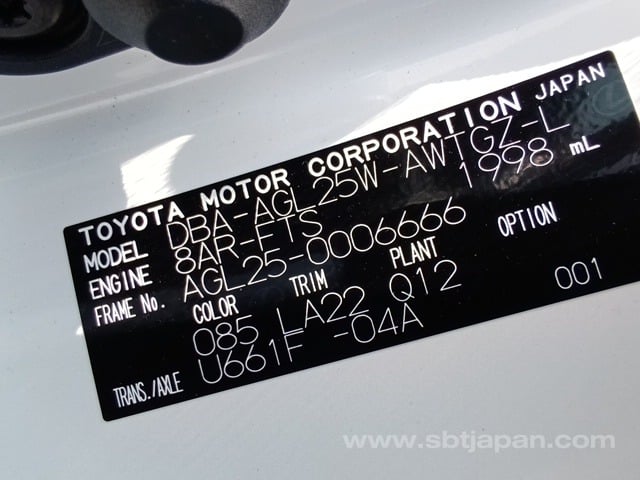 TOYOTA MOTOR CORPORATION JAPAN
MODEL DBA-AGL25W-AWTGZ-L
ENGINE 8AR-FTS 1998 mL
FRAME No. AGL25-0006666
COLOR TRIM PLANT OPTION
085 LA22 Q12 001
TRANS./AXLE U661F -04A
www.sbtjapan.com